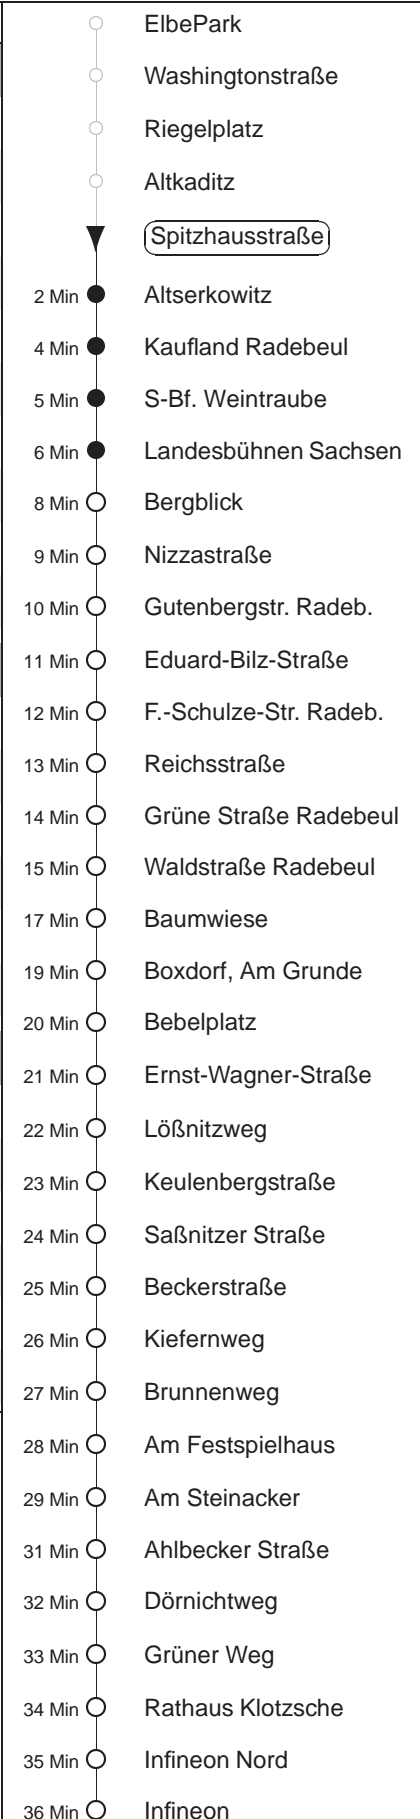 ElbePark
Washingtonstraße
Riegelplatz
Altkaditz
Spitzhausstraße
2 Min Altserkowitz
4 Min Kaufland Radebeul
5 Min S-Bf. Weintraube
6 Min Landesbühnen Sachsen
8 Min Bergblick
9 Min Nizzastraße
10 Min Gutenbergstr. Radeb.
11 Min Eduard-Bilz-Straße
12 Min F.-Schulze-Str. Radeb.
13 Min Reichsstraße
14 Min Grüne Straße Radebeul
15 Min Waldstraße Radebeul
17 Min Baumwiese
19 Min Boxdorf, Am Grunde
20 Min Bebelplatz
21 Min Ernst-Wagner-Straße
22 Min Lößnitzweg
23 Min Keulenbergstraße
24 Min Saßnitzer Straße
25 Min Beckerstraße
26 Min Kiefernweg
27 Min Brunnenweg
28 Min Am Festspielhaus
29 Min Am Steinacker
31 Min Ahlbecker Straße
32 Min Dörnichtweg
33 Min Grüner Weg
34 Min Rathaus Klotzsche
35 Min Infineon Nord
36 Min Infineon